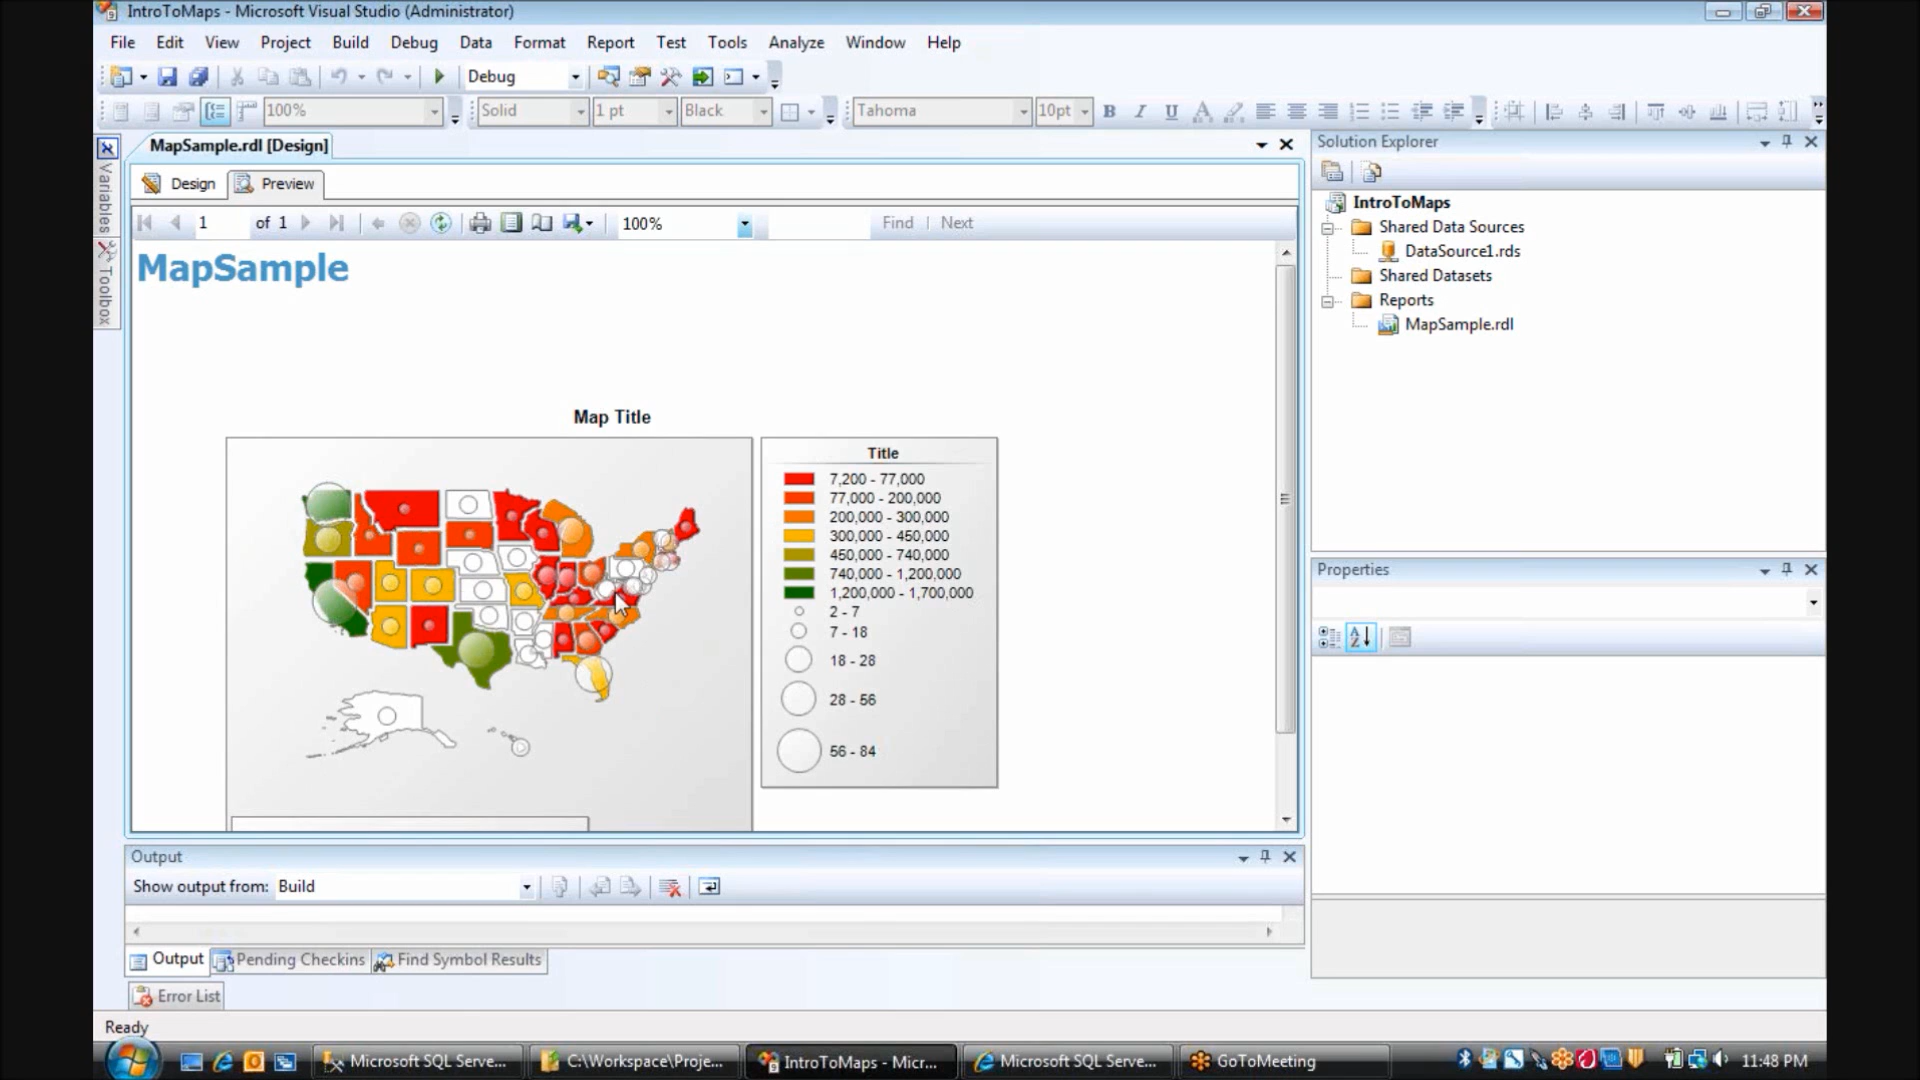 IntroToMaps - Microsoft Visual Studio (Administrator)
File Edit View Project Build Debug Data Format Report Test Tools Analyze Window Help
Debug
100% Solid 1 pt Black Tahoma 10pt B I U A
MapSample.rdl [Design]
Solution Explorer
Variables
Toolbox
Design Preview
1 of 1 100% Find | Next
IntroToMaps
Shared Data Sources
DataSource1.rds
Shared Datasets
Reports
MapSample.rdl
MapSample
Map Title
Title
7,200 - 77,000
77,000 - 200,000
200,000 - 300,000
300,000 - 450,000
450,000 - 740,000
740,000 - 1,200,000
1,200,000 - 1,700,000
2 - 7
7 - 18
18 - 28
28 - 56
56 - 84
Properties
Output
Show output from: Build
Output Pending Checkins Find Symbol Results
Error List
Ready
Microsoft SQL Serve... C:\Workspace\Proje... IntroToMaps - Micr... Microsoft SQL Serve... GoToMeeting 11:48 PM